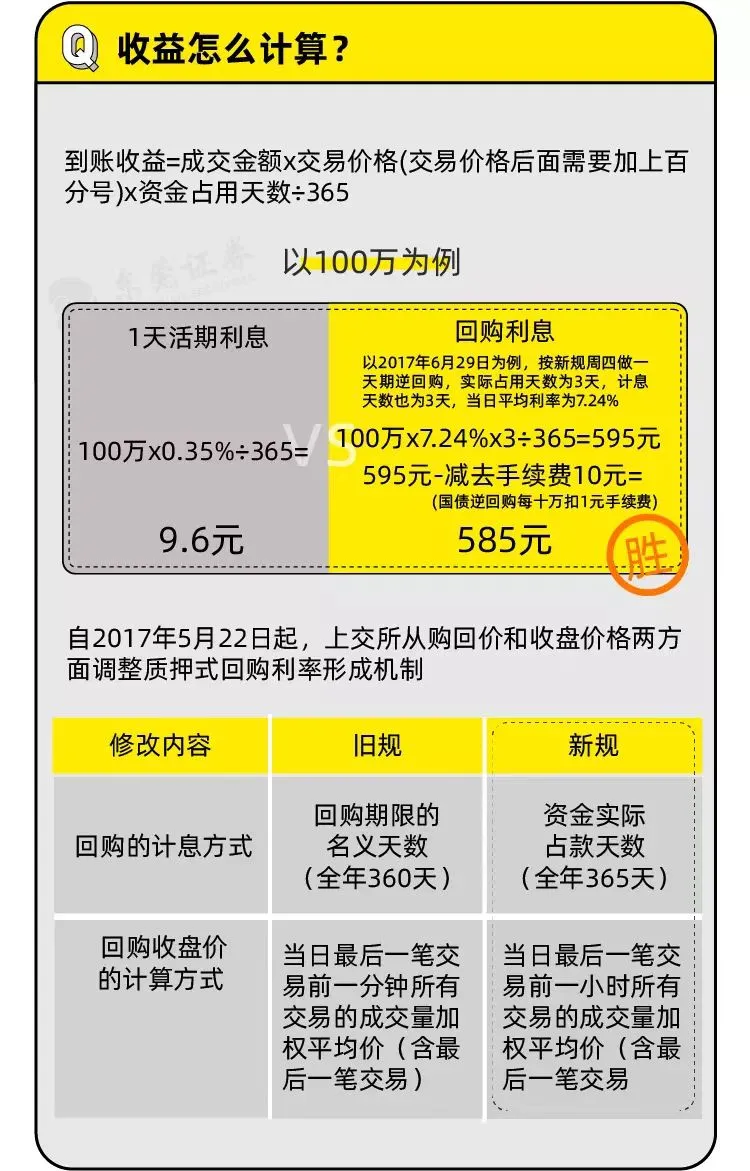 Q 收益怎么计算?
到账收益=成交金额x交易价格(交易价格后面需要加上百
分号)x资金占用天数÷365
东莞证券
以100万为例
1天活期利息
100万x0.35%÷365=
9.6元
VS
回购利息
以2017年6月29日为例，按新规周四做一
天期逆回购，实际占用天数为3天，计息
天数也为3天，当日平均利率为7.24%
100万x7.24%x3÷365=595元
595元-减去手续费10元=
(国债逆回购每十万扣1元手续费)
585元
胜
自2017年5月22日起，上交所从购回价和收盘价格两方
面调整质押式回购利率形成机制
修改内容
旧规
新规
回购的计息方式
回购期限的
名义天数
（全年360天）
资金实际
占款天数
（全年365天）
回购收盘价
的计算方式
当日最后一笔交
易前一分钟所有
交易的成交量加
权平均价（含最
后一笔交易）
当日最后一笔交
易前一小时所有
交易的成交量加
权平均价（含最
后一笔交易